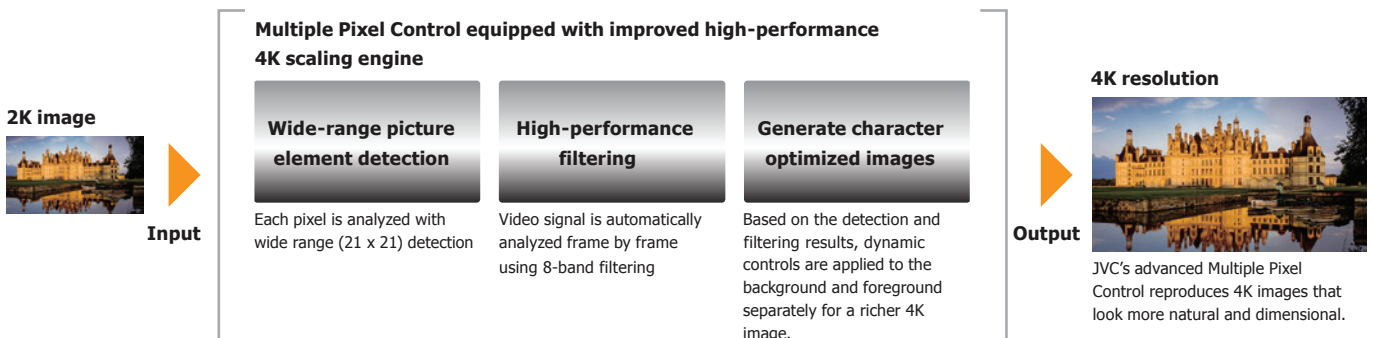 Multiple Pixel Control equipped with improved high-performance
4K scaling engine
2K image
Input
Wide-range picture
element detection
Each pixel is analyzed with
wide range (21 x 21) detection
High-performance
filtering
Video signal is automatically
analyzed frame by frame
using 8-band filtering
Generate character
optimized images
Based on the detection and
filtering results, dynamic
controls are applied to the
background and foreground
separately for a richer 4K
image.
Output
4K resolution
JVC's advanced Multiple Pixel
Control reproduces 4K images that
look more natural and dimensional.